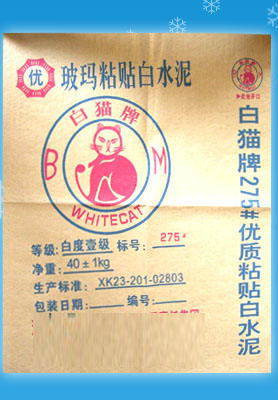 优
玻玛粘贴白水泥
白猫牌
B M
WHITECAT
275#
等级: 白度壹级 标号:
净重: 40±1kg
生产标准: XK23-201-02803
包装日期: 编号:
白猫牌275#优质粘贴白水泥